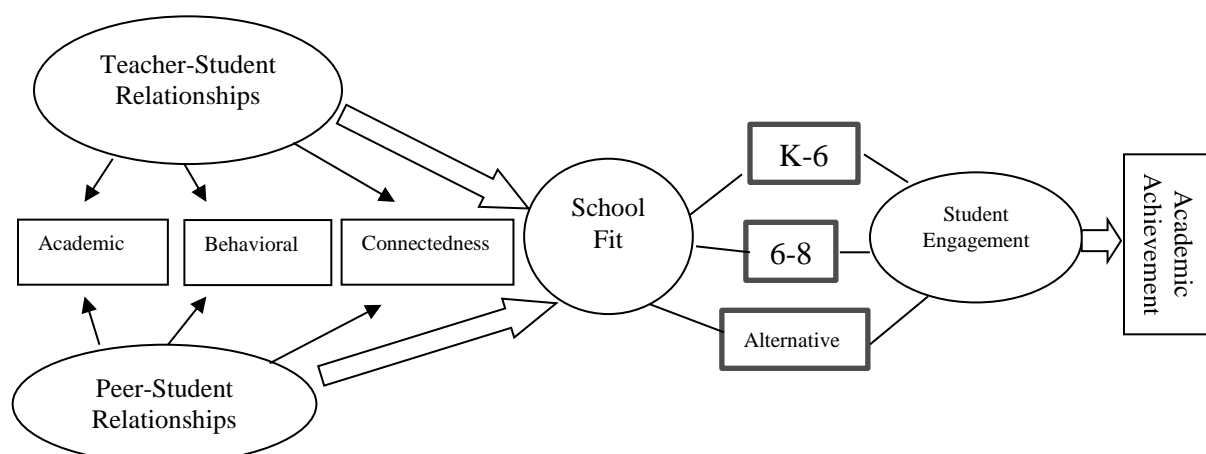 Teacher-Student
Relationships
Academic
Behavioral
Connectedness
Peer-Student
Relationships
School
Fit
K-6
6-8
Alternative
Student
Engagement
Academic
Achievement